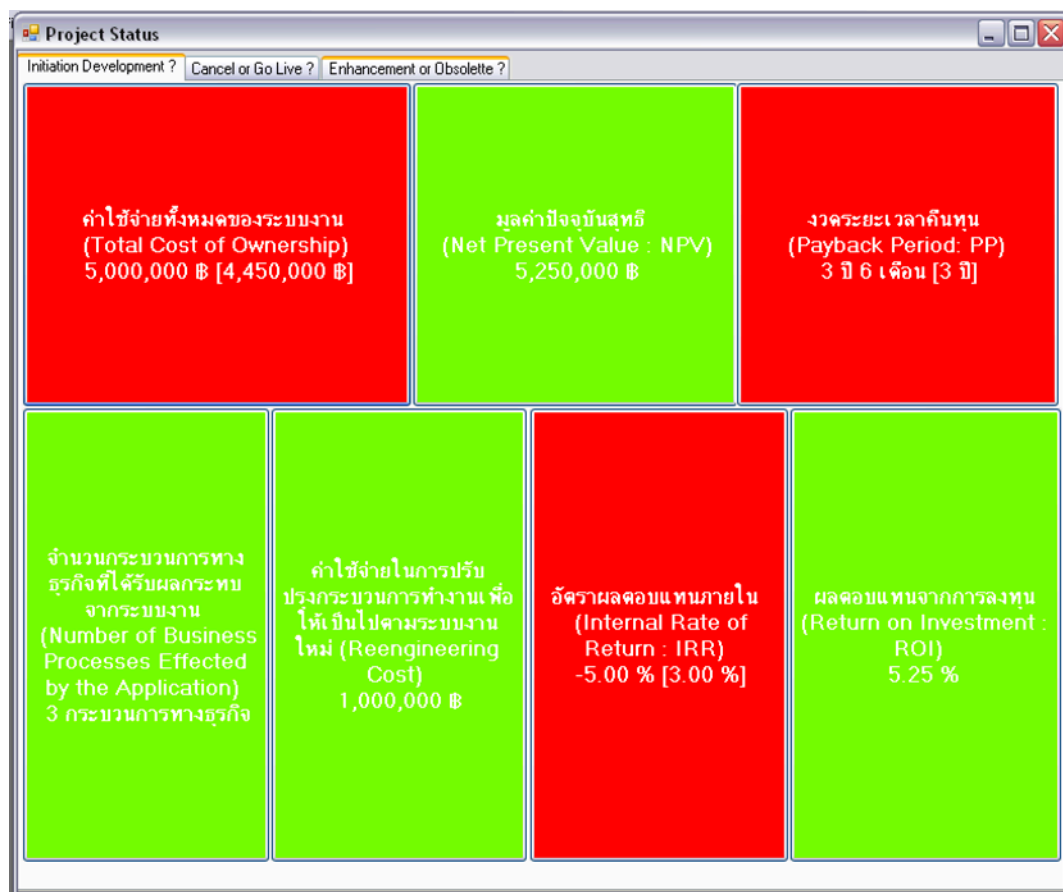 Project Status
Initiation Development ?
Cancel or Go Live ?
Enhancement or Obsolette ?
ค่าใช้จ่ายทั้งหมดของระบบงาน
(Total Cost of Ownership)
5,000,000 ฿ [4,450,000 ฿]
มูลค่าปัจจุบันสุทธิ
(Net Present Value : NPV)
5,250,000 ฿
งวดระยะเวลาคืนทุน
(Payback Period: PP)
3 ปี 6 เดือน [3 ปี]
จำนวนกระบวนการทาง
ธุรกิจที่ได้รับผลกระทบ
จากระบบงาน
(Number of Business
Processes Effected
by the Application)
3 กระบวนการทางธุรกิจ
ค่าใช้จ่ายในการปรับ
ปรุงกระบวนการทำงานเพื่อ
ให้เป็นไปตามระบบงาน
ใหม่ (Reengineering
Cost)
1,000,000 ฿
อัตราผลตอบแทนภายใน
(Internal Rate of
Return : IRR)
-5.00 % [3.00 %]
ผลตอบแทนจากการลงทุน
(Return on Investment :
ROI)
5.25 %